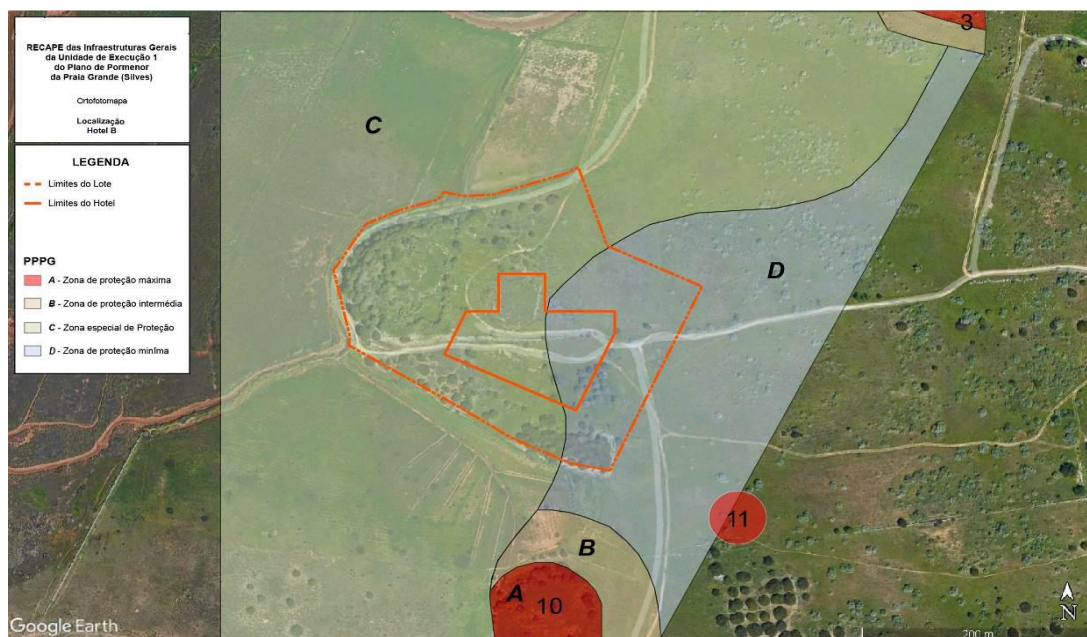 RECAPE das Infraestruturas Gerais
da Unidade de Execução 1
do Plano de Pormenor
da Praia Grande (Silves)
Ortofotomapa
Localização
Hotel B
LEGENDA
Limites do Lote
Limites do Hotel
PPPG
A - Zona de proteção máxima
B - Zona de proteção intermédia
C - Zona especial de Proteção
D - Zona de proteção miníma
C
3
D
11
B
A
10
N
Google Earth
200 m